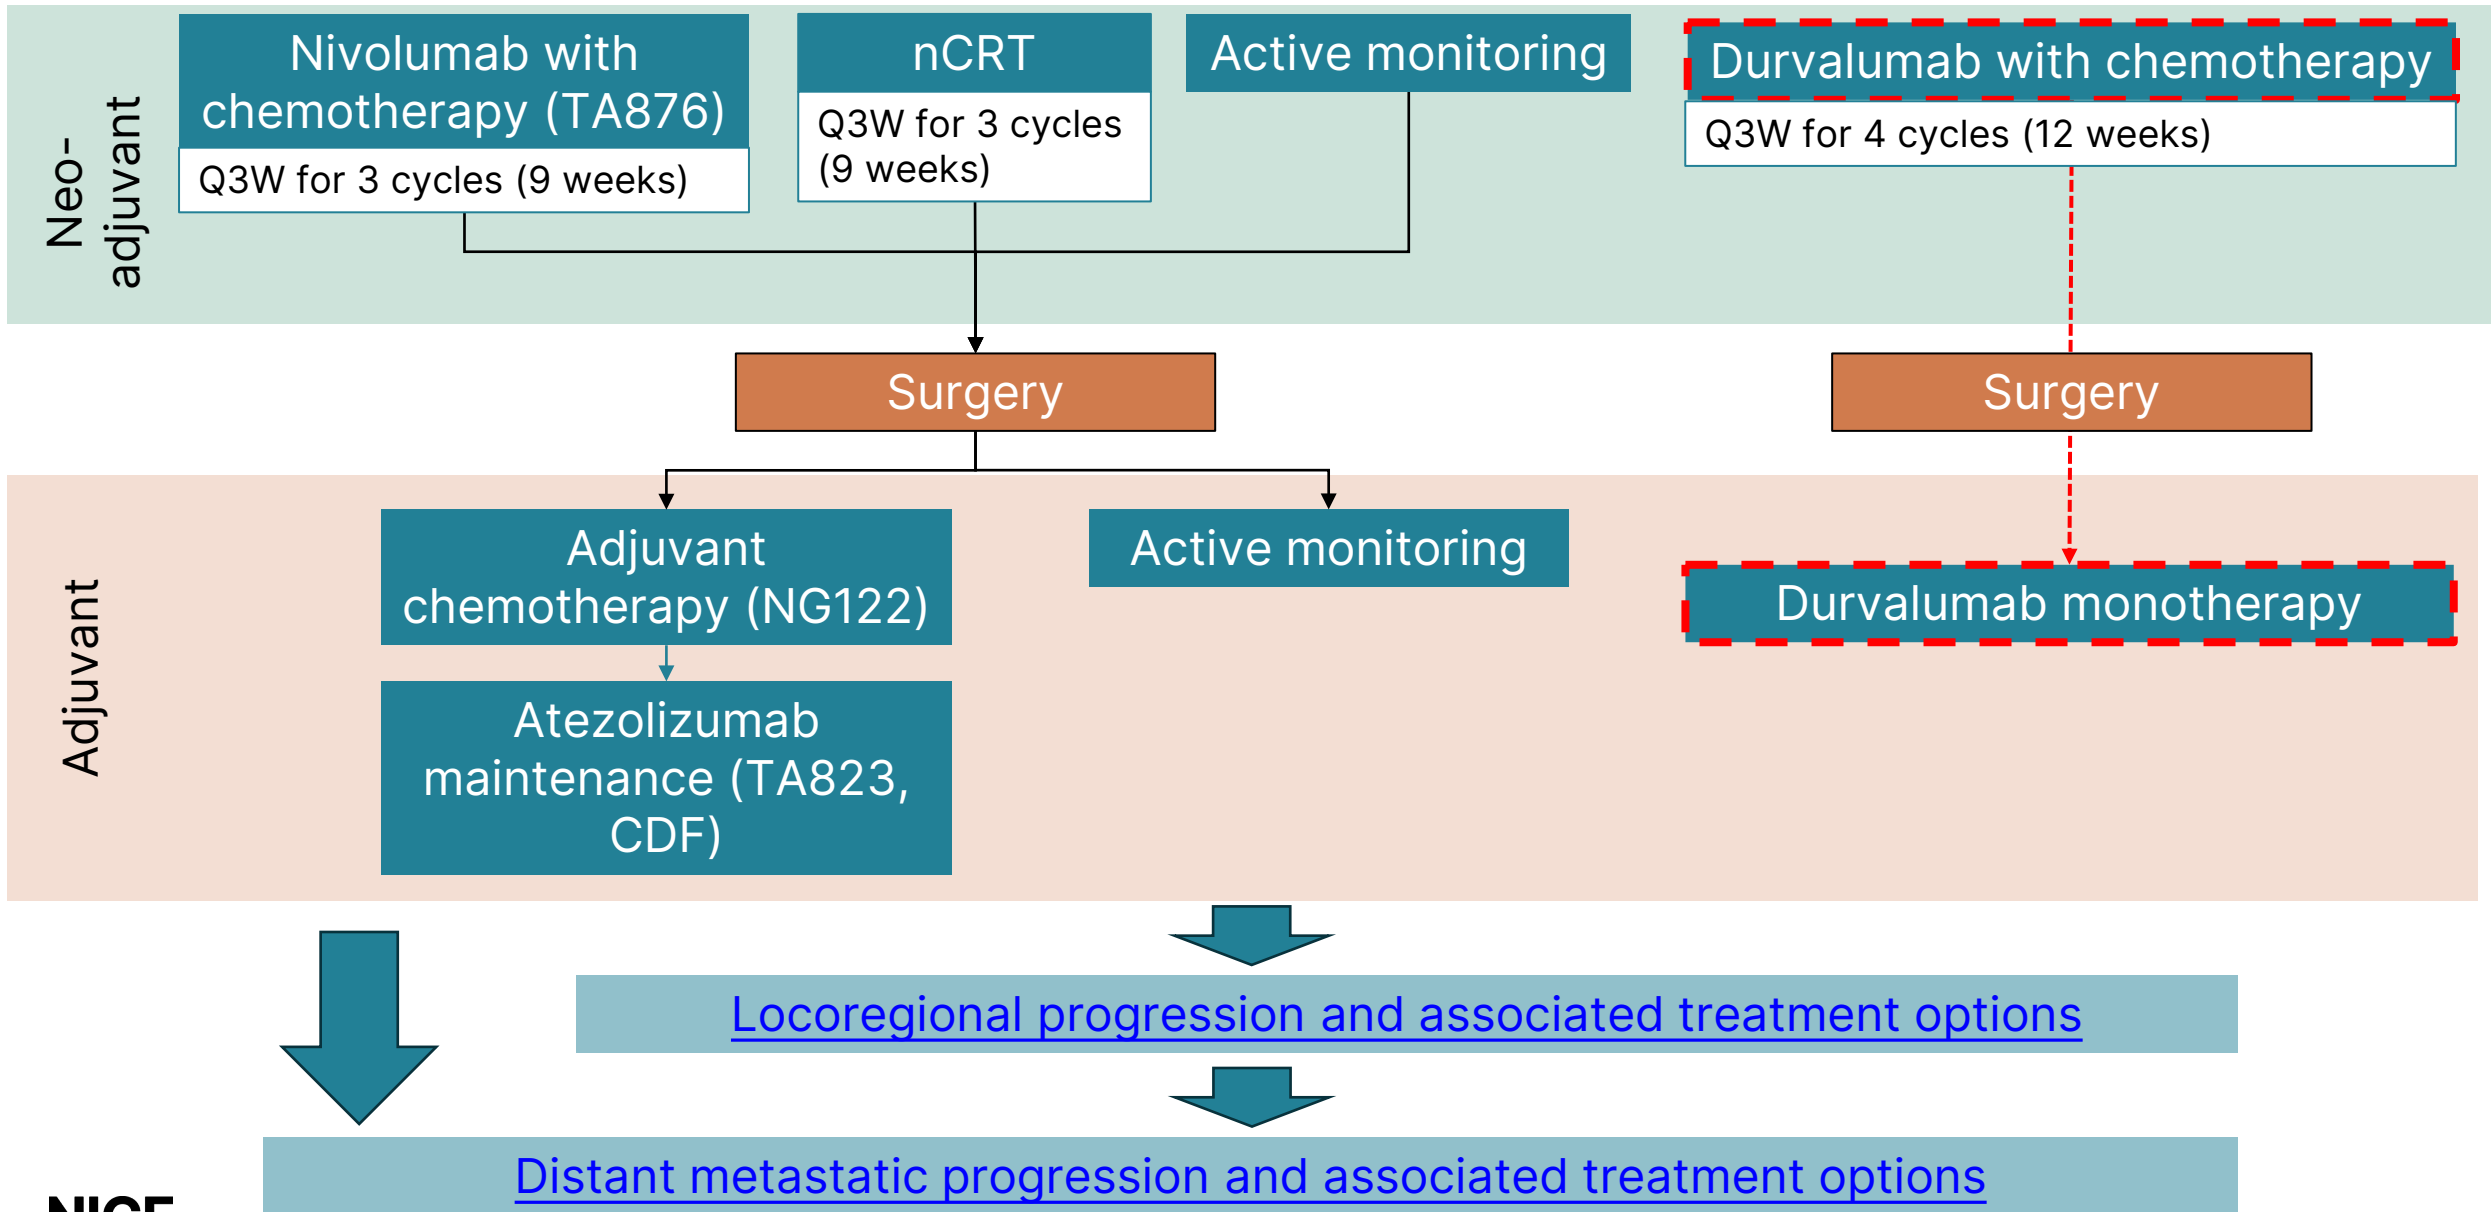 Neo-
adjuvant
Nivolumab with
chemotherapy (TA876)
Q3W for 3 cycles (9 weeks)
nCRT
Q3W for 3 cycles
(9 weeks)
Active monitoring
Durvalumab with chemotherapy
Q3W for 4 cycles (12 weeks)
Surgery
Surgery
Adjuvant
Adjuvant
chemotherapy (NG122)
Active monitoring
Durvalumab monotherapy
Atezolizumab
maintenance (TA823,
CDF)
Locoregional progression and associated treatment options
Distant metastatic progression and associated treatment options
NICE